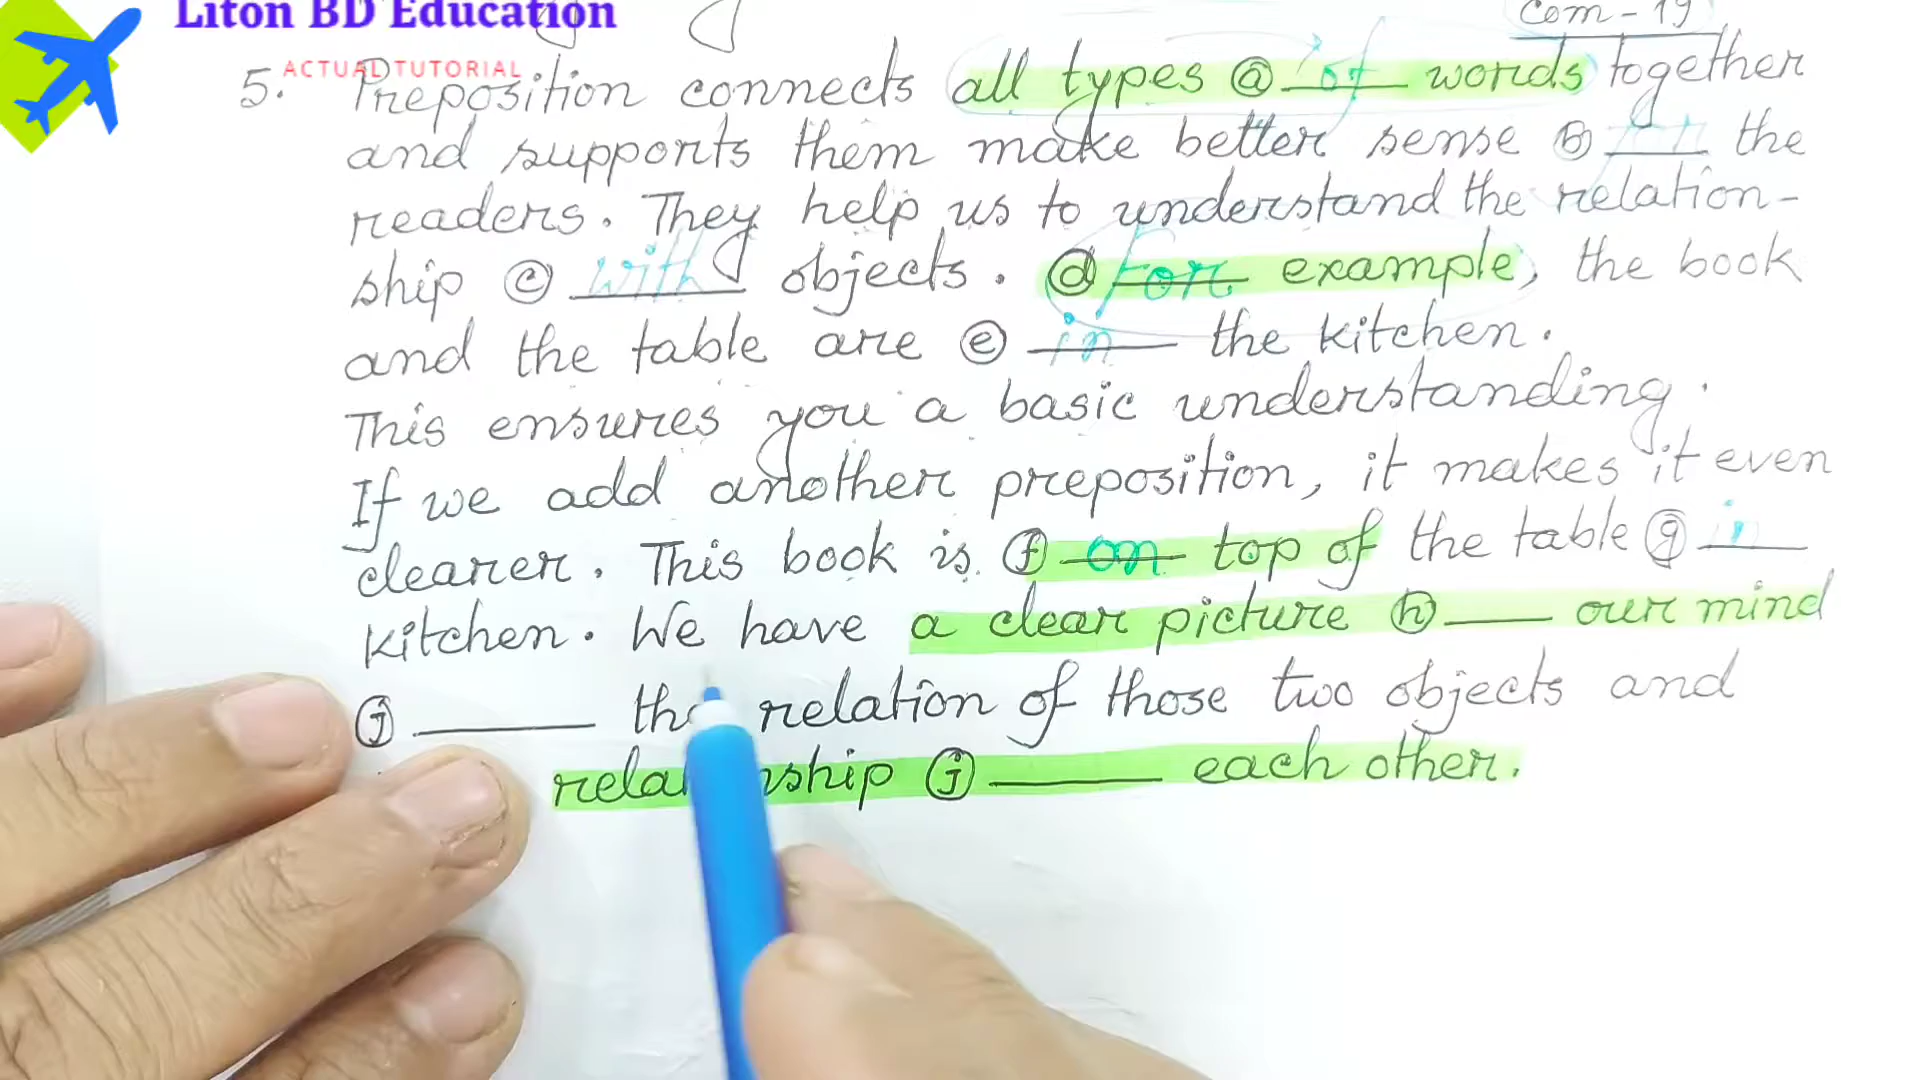 Liton BD Education
ACTUAL TUTORIAL
Com - 19
5. Preposition connects all types (a) of words together
and supports them make better sense (b) the
readers. They help us to understand the relation-
ship (c) with objects. (d) For example, the book
and the table are (e) in the kitchen.
This ensures you a basic understanding.
If we add another preposition, it makes it even
clearer. This book is (f) on top of the table (g) in
kitchen. We have a clear picture (h) ___ our mind
(j) ___ the relation of those two objects and
relationship (j) ___ each other.